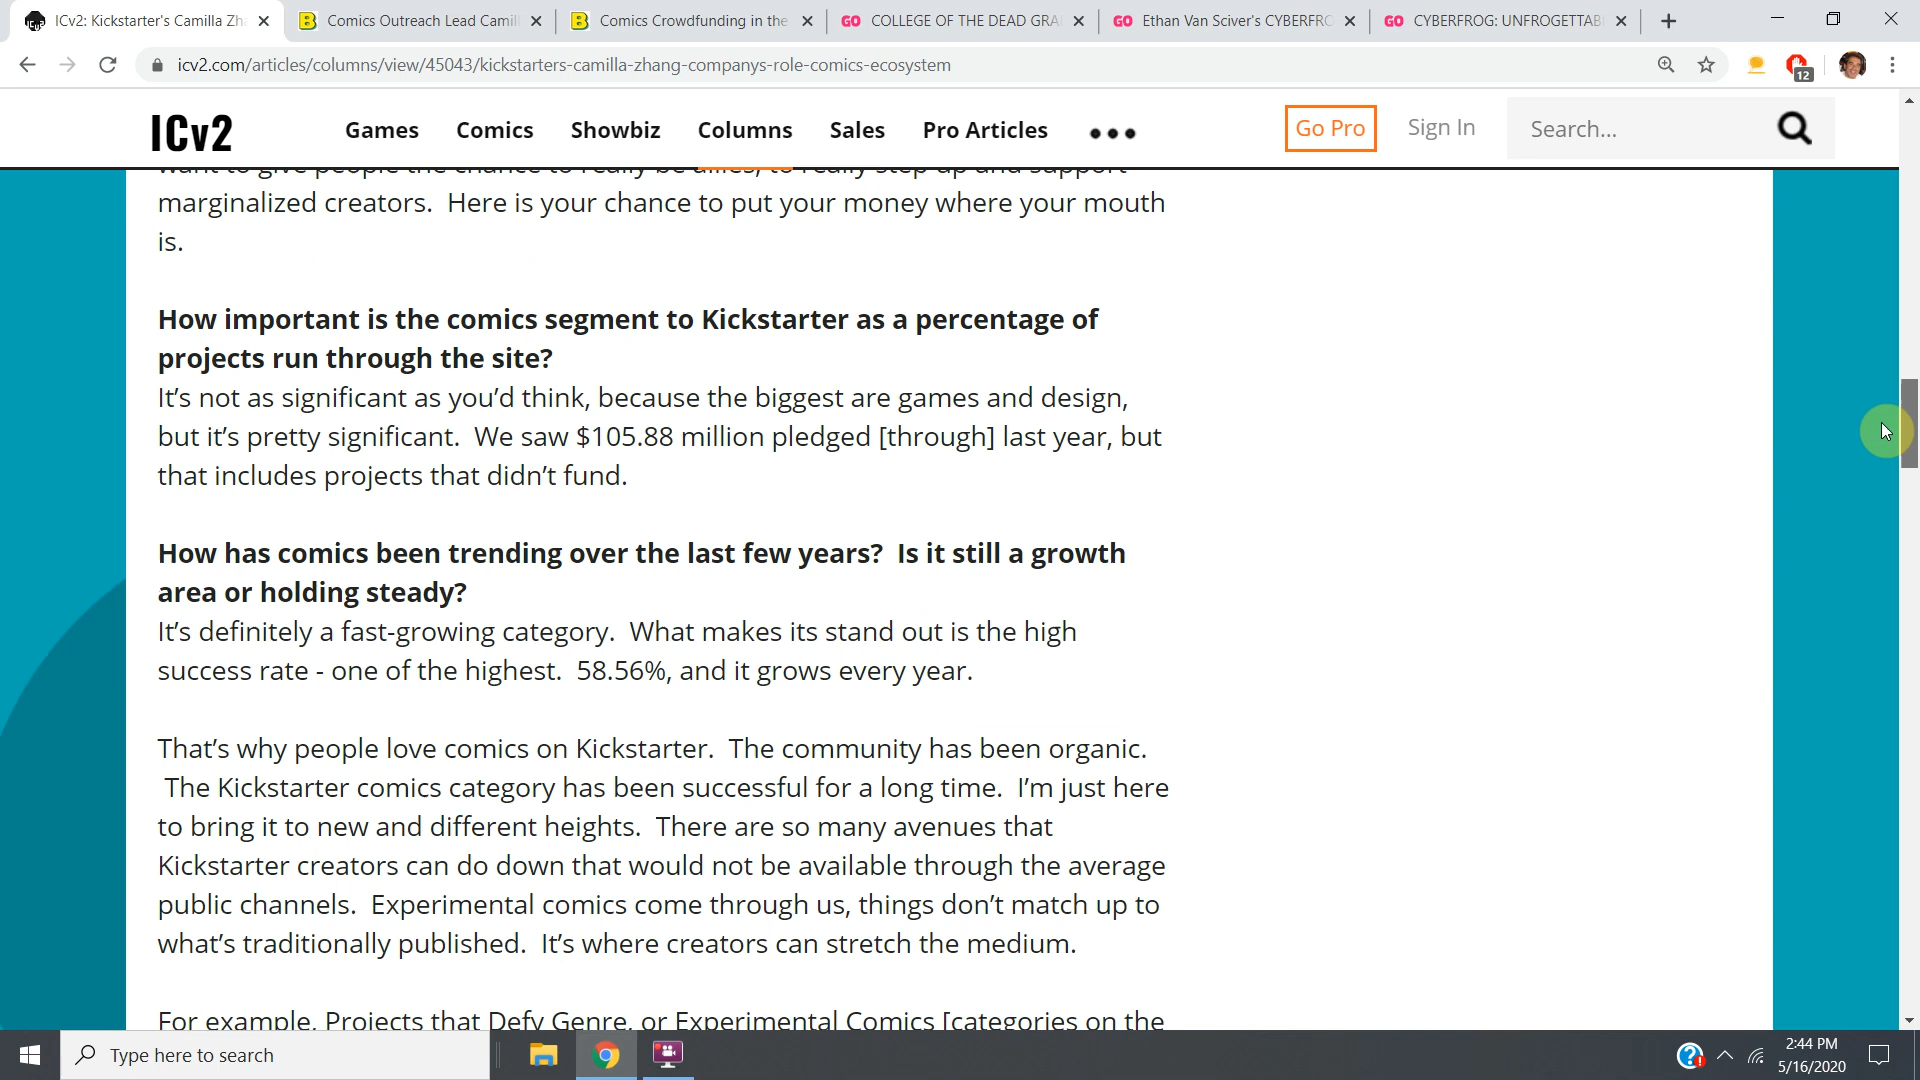 ICv2: Kickstarter's Camilla Zha
Comics Outreach Lead Camil
Comics Crowdfunding in the
GO COLLEGE OF THE DEAD GRA
GO Ethan Van Sciver's CYBERFRO
GO CYBERFROG: UNFROGETTAB
icv2.com/articles/columns/view/45043/kickstarters-camilla-zhang-companys-role-comics-ecosystem
12
ICv2
Games
Comics
Showbiz
Columns
Sales
Pro Articles
Go Pro
Sign In
Search...
want to give people the chance to really be allies, to really step up and support
marginalized creators. Here is your chance to put your money where your mouth
is.
How important is the comics segment to Kickstarter as a percentage of
projects run through the site?
It's not as significant as you'd think, because the biggest are games and design,
but it's pretty significant. We saw $105.88 million pledged [through] last year, but
that includes projects that didn't fund.
How has comics been trending over the last few years? Is it still a growth
area or holding steady?
It's definitely a fast-growing category. What makes its stand out is the high
success rate - one of the highest. 58.56%, and it grows every year.
That's why people love comics on Kickstarter. The community has been organic.
The Kickstarter comics category has been successful for a long time. I'm just here
to bring it to new and different heights. There are so many avenues that
Kickstarter creators can do down that would not be available through the average
public channels. Experimental comics come through us, things don't match up to
what's traditionally published. It's where creators can stretch the medium.
For example, Projects that Defy Genre, or Experimental Comics [categories on the
Type here to search
2:44 PM
5/16/2020